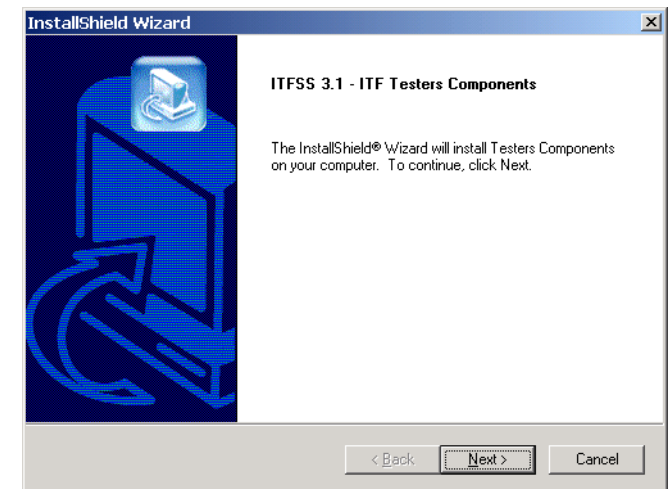 InstallShield Wizard
ITFSS 3.1 - ITF Testers Components
The InstallShield® Wizard will install Testers Components
on your computer. To continue, click Next.
< Back Next > Cancel